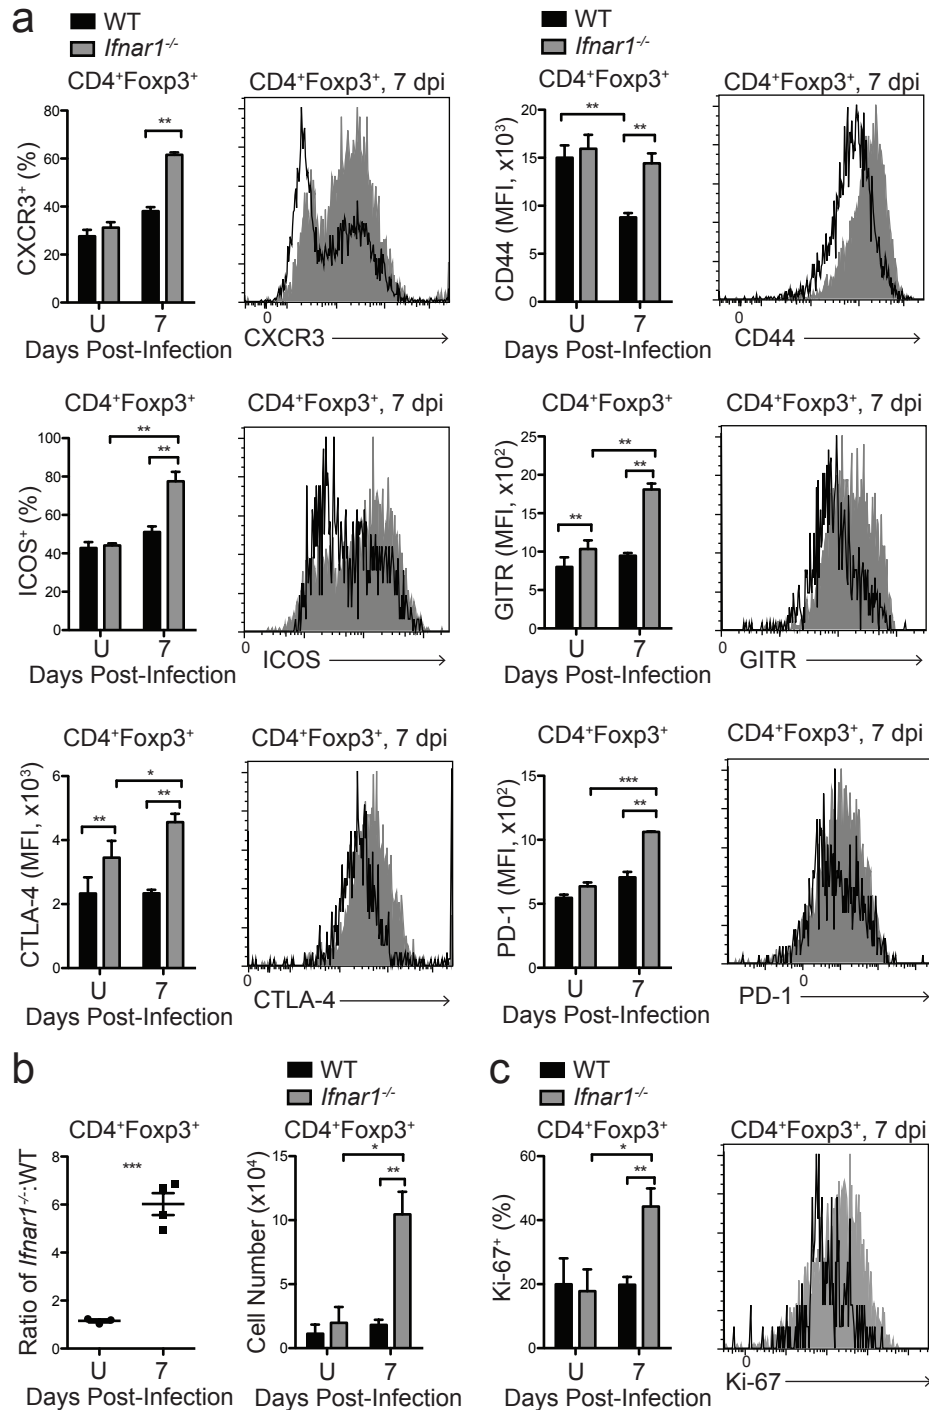 a
WT
Ifnar1-/-
CD4+Foxp3+
CXCR3+ (%)
80
60
40
20
0
U 7
Days Post-Infection
CD4+Foxp3+, 7 dpi
0
CXCR3
CD4+Foxp3+
CD44 (MFI, x10³)
**
20
15
10
5
0
**
**
U 7
Days Post-Infection
WT
Ifnar1-/-
CD4+Foxp3+, 7 dpi
0
CD44
CD4+Foxp3+
ICOS+ (%)
100
80
60
40
20
0
**
**
U 7
Days Post-Infection
CD4+Foxp3+, 7 dpi
0
ICOS
CD4+Foxp3+
GITR (MFI, x10²)
25
20
15
10
5
0
**
**
**
U 7
Days Post-Infection
CD4+Foxp3+, 7 dpi
0
GITR
CD4+Foxp3+
CTLA-4 (MFI, x10³)
6
4
2
0
*
**
**
U 7
Days Post-Infection
CD4+Foxp3+, 7 dpi
0
CTLA-4
CD4+Foxp3+
PD-1 (MFI, x10²)
15
10
5
0
***
**
U 7
Days Post-Infection
CD4+Foxp3+, 7 dpi
0
PD-1
b
CD4+Foxp3+
Ratio of Ifnar1-/-:WT
8
6
4
2
0
***
U 7
Days Post-Infection
WT
Ifnar1-/-
CD4+Foxp3+
Cell Number (x10⁴)
15
10
5
0
*
**
U 7
Days Post-Infection
c
WT
Ifnar1-/-
CD4+Foxp3+
Ki-67+ (%)
60
40
20
0
*
**
U 7
Days Post-Infection
CD4+Foxp3+, 7 dpi
0
Ki-67